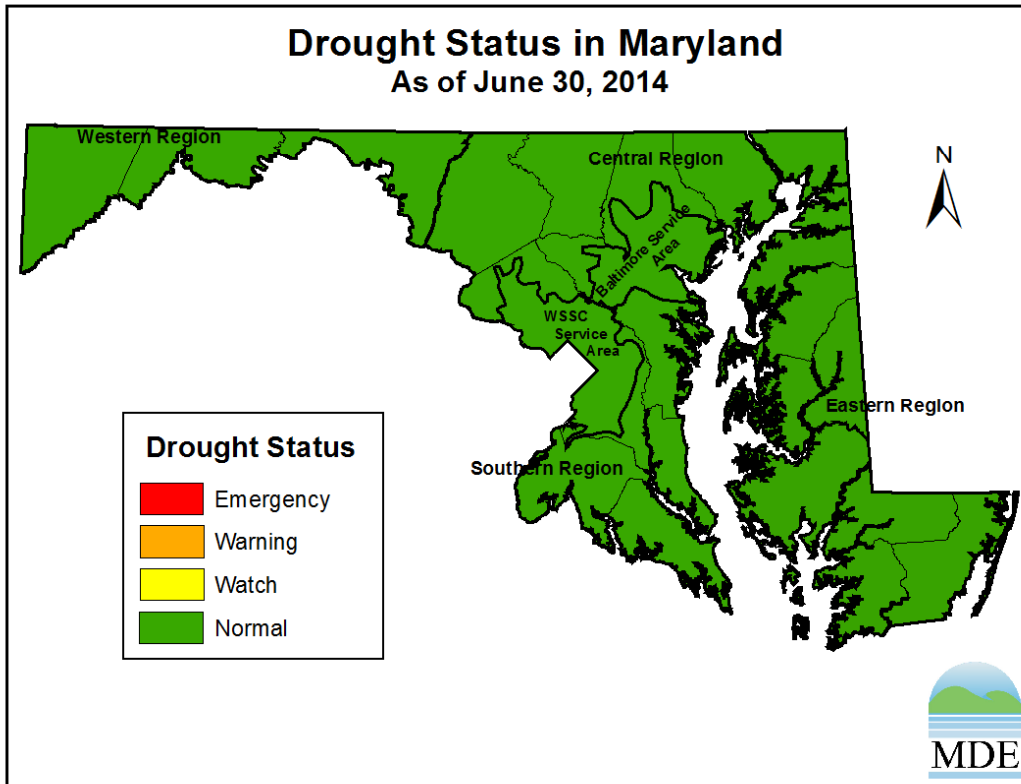 Drought Status in Maryland
As of June 30, 2014
Western Region
Central Region
N
Baltimore Service
Area
WSSC
Service
Area
Eastern Region
Southern Region
Drought Status
Emergency
Warning
Watch
Normal
MDE